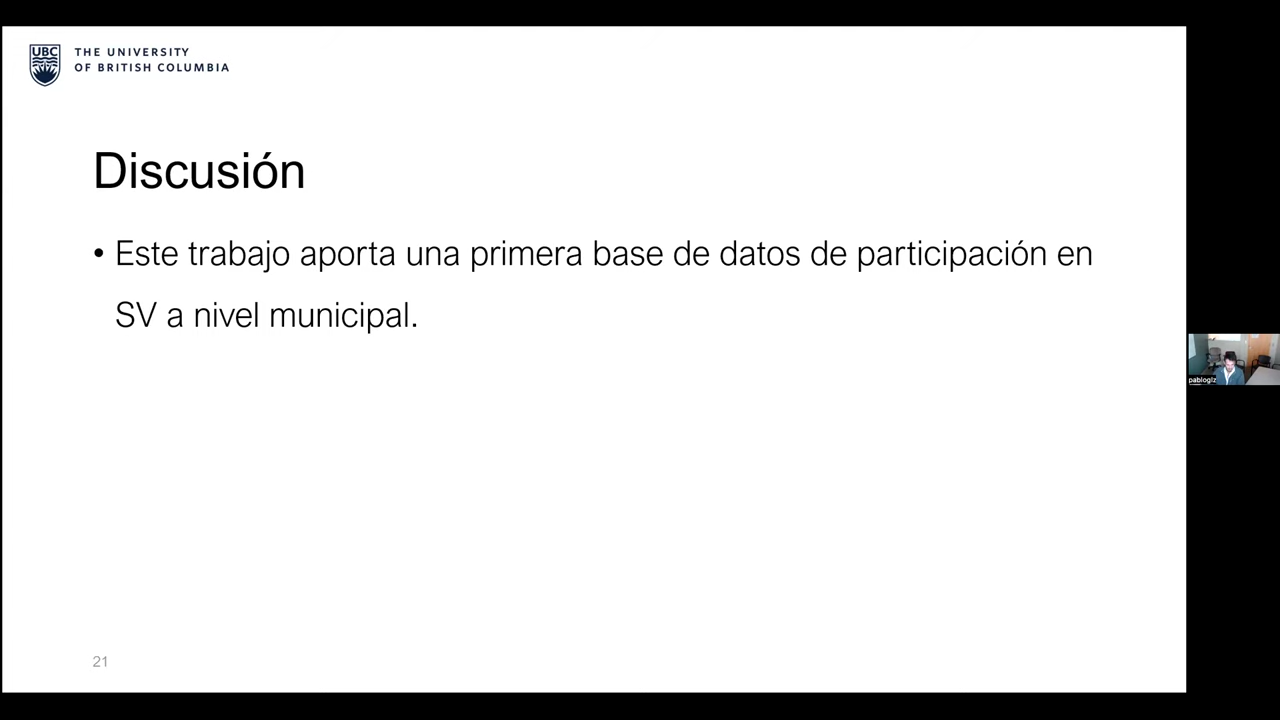 UBC
THE UNIVERSITY
OF BRITISH COLUMBIA
Discusión
• Este trabajo aporta una primera base de datos de participación en
SV a nivel municipal.
pabloglz
21